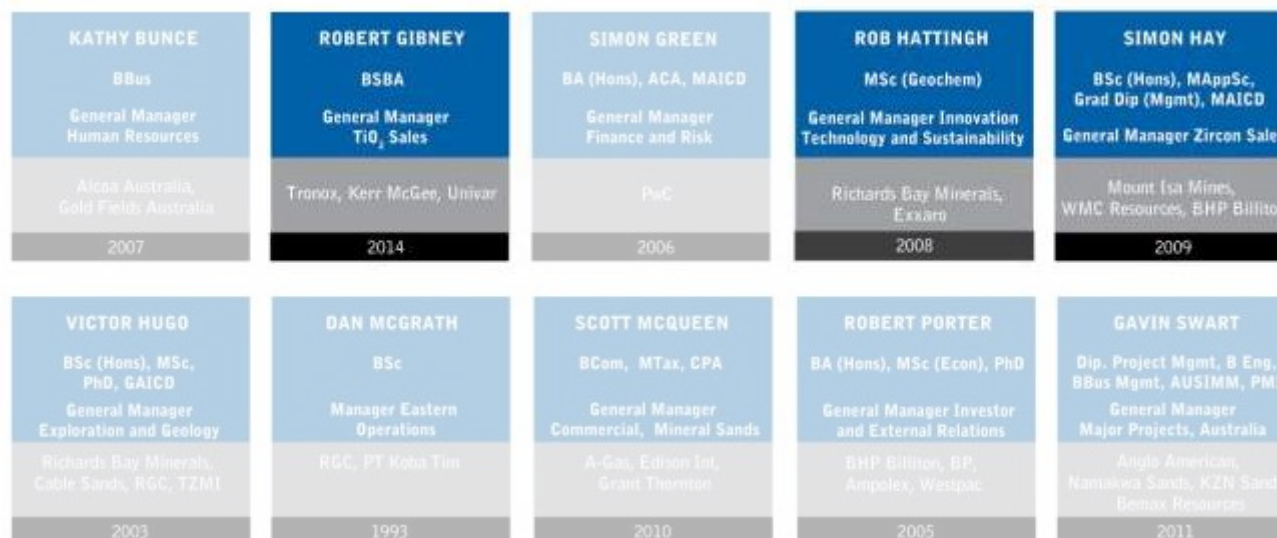 KATHY BUNCE
BBus
General Manager
Human Resources
Alcoa Australia,
Gold Fields Australia
2007
ROBERT GIBNEY
BSBA
General Manager
TiO₂ Sales
Tronox, Kerr McGee, Univar
2014
SIMON GREEN
BA (Hons), ACA, MAICD
General Manager
Finance and Risk
PwC
2006
ROB HATTINGH
MSc (Geochem)
General Manager Innovation
Technology and Sustainability
Richards Bay Minerals,
Exxaro
2008
SIMON HAY
BSc (Hons), MAppSc,
Grad Dip (Mgmt), MAICD
General Manager Zircon Sale
Mount Isa Mines,
WMC Resources, BHP Billito
2009
VICTOR HUGO
BSc (Hons), MSc,
PhD, GAICD
General Manager
Exploration and Geology
Richards Bay Minerals,
Cable Sands, RGC, TZMI
2003
DAN MCGRATH
BSc
Manager Eastern
Operations
RGC, PT Koba Tin
1993
SCOTT MCQUEEN
BCom, MTax, CPA
General Manager
Commercial, Mineral Sands
A-Gas, Edison Int,
Grant Thornton
2010
ROBERT PORTER
BA (Hons), MSc (Econ), PhD
General Manager Investor
and External Relations
BHP Billiton, BP,
Ampolex, Westpac
2005
GAVIN SWART
Dip. Project Mgmt, B Eng,
BBus Mgmt, AUSIMM, PM
General Manager
Major Projects, Australia
Anglo American,
Namakwa Sands, KZN Sand
Bemax Resources
2011